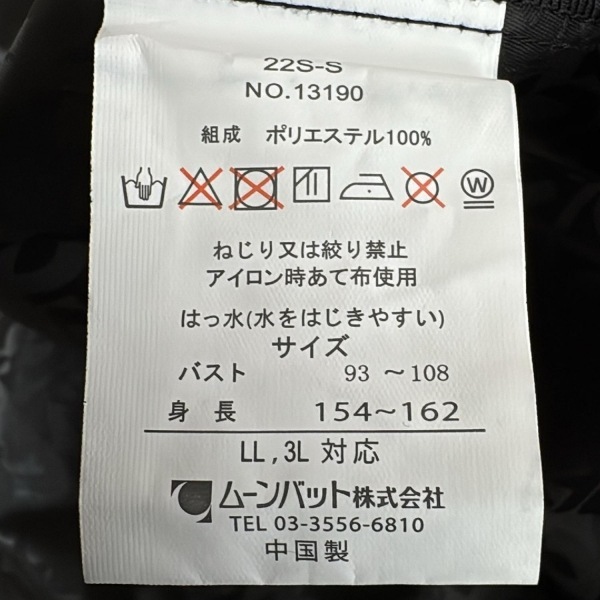 22S-S
NO.13190
組成 ポリエステル100%
W
ねじり又は絞り禁止
アイロン時あて布使用
はっ水(水をはじきやすい)
サイズ
バスト 93 ～108
身 長 154～162
LL,3L 対応
ムーンバット株式会社
TEL 03-3556-6810
中国製